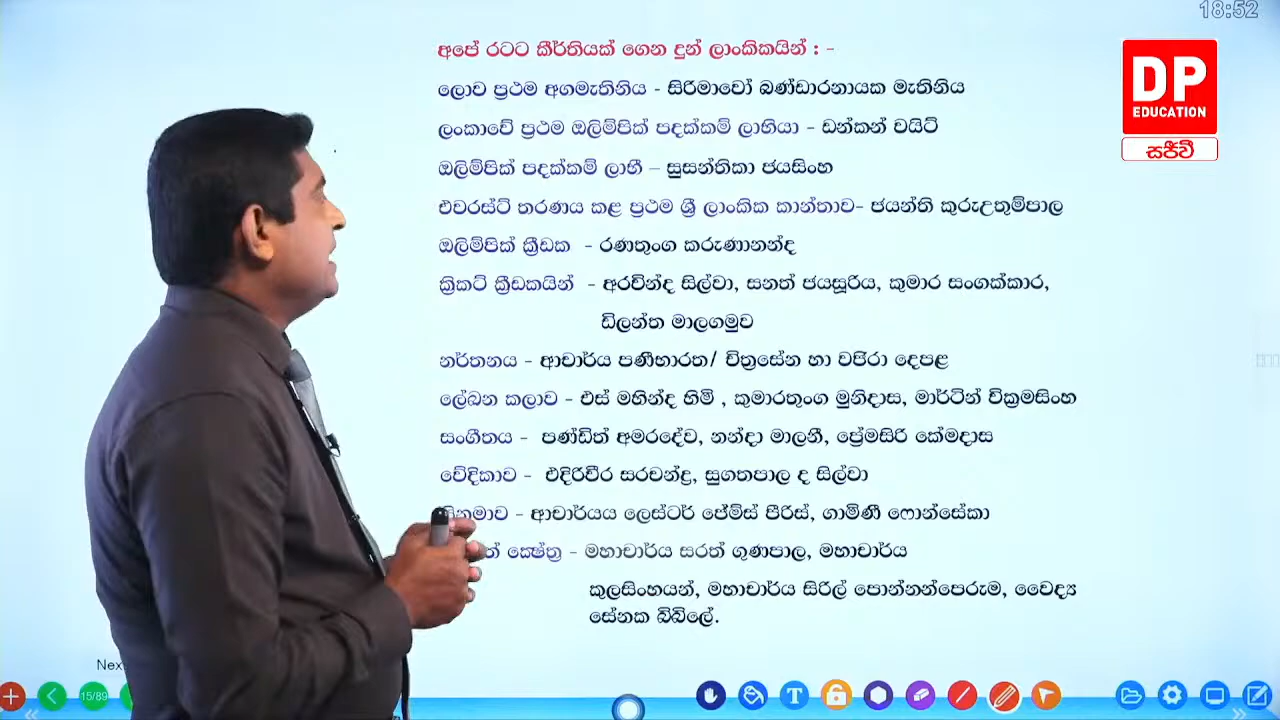 18:52
අපේ රටට කීර්තියක් ගෙන දුන් ලාංකිකයින් : -
DP
EDUCATION
සජීවී
ලොව ප්‍රථම අගමැතිනිය - සිරිමාවෝ බණ්ඩාරනායක මැතිනිය
ලංකාවේ ප්‍රථම ඔලිම්පික් පදක්කම් ලාභියා - ඩන්කන් වයිට්
ඔලිම්පික් පදක්කම් ලාභී – සුසන්තිකා ජයසිංහ
එවරස්ට් තරණය කළ ප්‍රථම ශ්‍රී ලාංකික කාන්තාව- ජයන්ති කුරුඋතුම්පාල
ඔලිම්පික් ක්‍රීඩක - රණතුංග කරුණානන්ද
ක්‍රිකට් ක්‍රීඩකයින් - අරවින්ද සිල්වා, සනත් ජයසූරිය, කුමාර සංගක්කාර,
ඩිලන්ත මාලගමුව
නර්තනය - ආචාර්ය පණීභාරත/ චිත්‍රසේන හා වජිරා දෙපළ
ලේඛන කලාව - එස් මහින්ද හිමි , කුමාරතුංග මුනිදාස, මාර්ටින් වික්‍රමසිංහ
සංගීතය - පණ්ඩිත් අමරදේව, නන්දා මාලනී, ප්‍රේමසිරි කේමදාස
වේදිකාව - එදිරිවීර සරච්චන්ද්‍ර, සුගතපාල ද සිල්වා
- ආචාර්යය ලෙස්ටර් ජේම්ස් පීරිස්, ගාමිණී ෆොන්සේකා
ක්‍ෂේත්‍ර - මහාචාර්ය සරත් ගුණපාල, මහාචාර්ය
කුලසිංහයන්, මහාචාර්ය සිරිල් පොන්නන්පෙරුම, වෛද්‍ය
සේනක බිබිලේ.
15/89